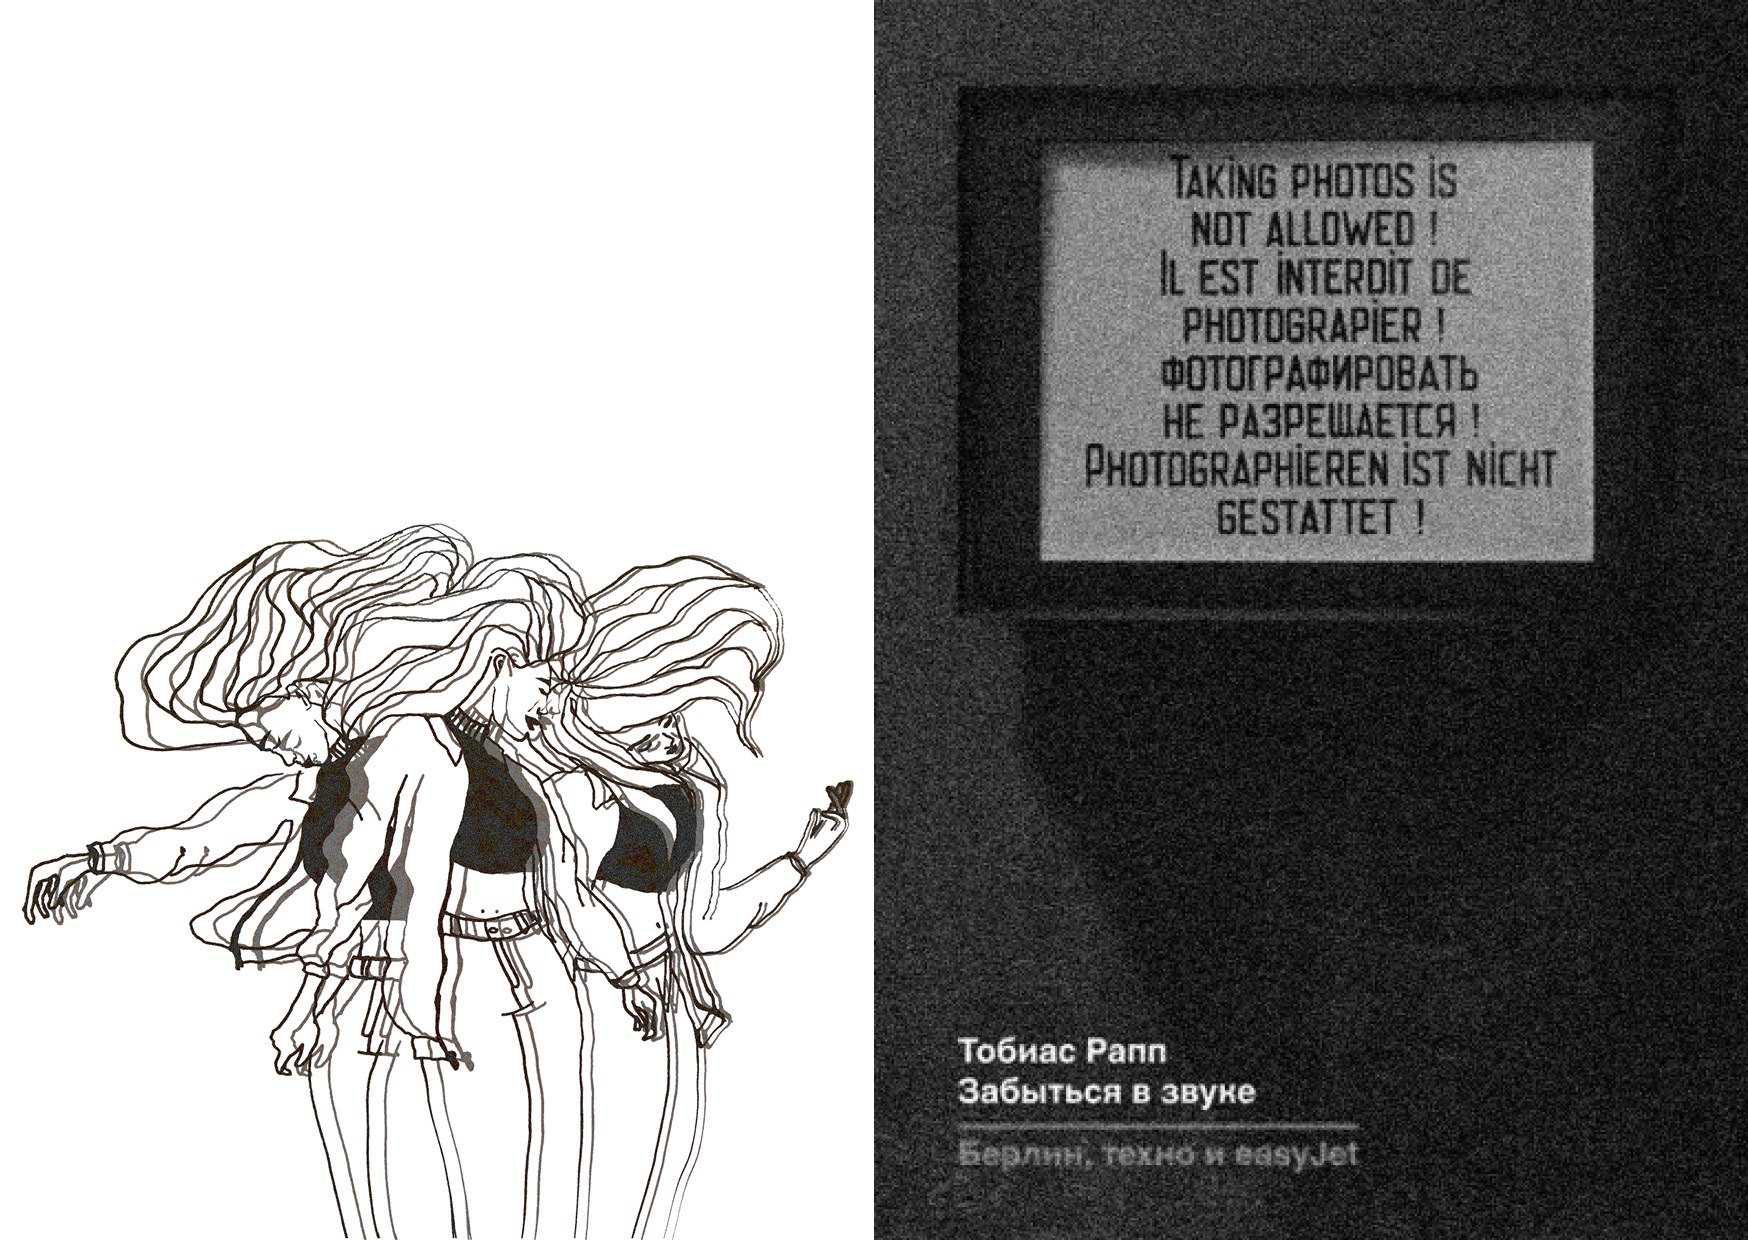 Taking photos is
not allowed !
Il est interdit de
photograpier !
фотографировать
не разрешается !
Photographieren ist nicht
gestattet !
Тобиас Рапп
Забыться в звуке
Берлин, техно и easyJet